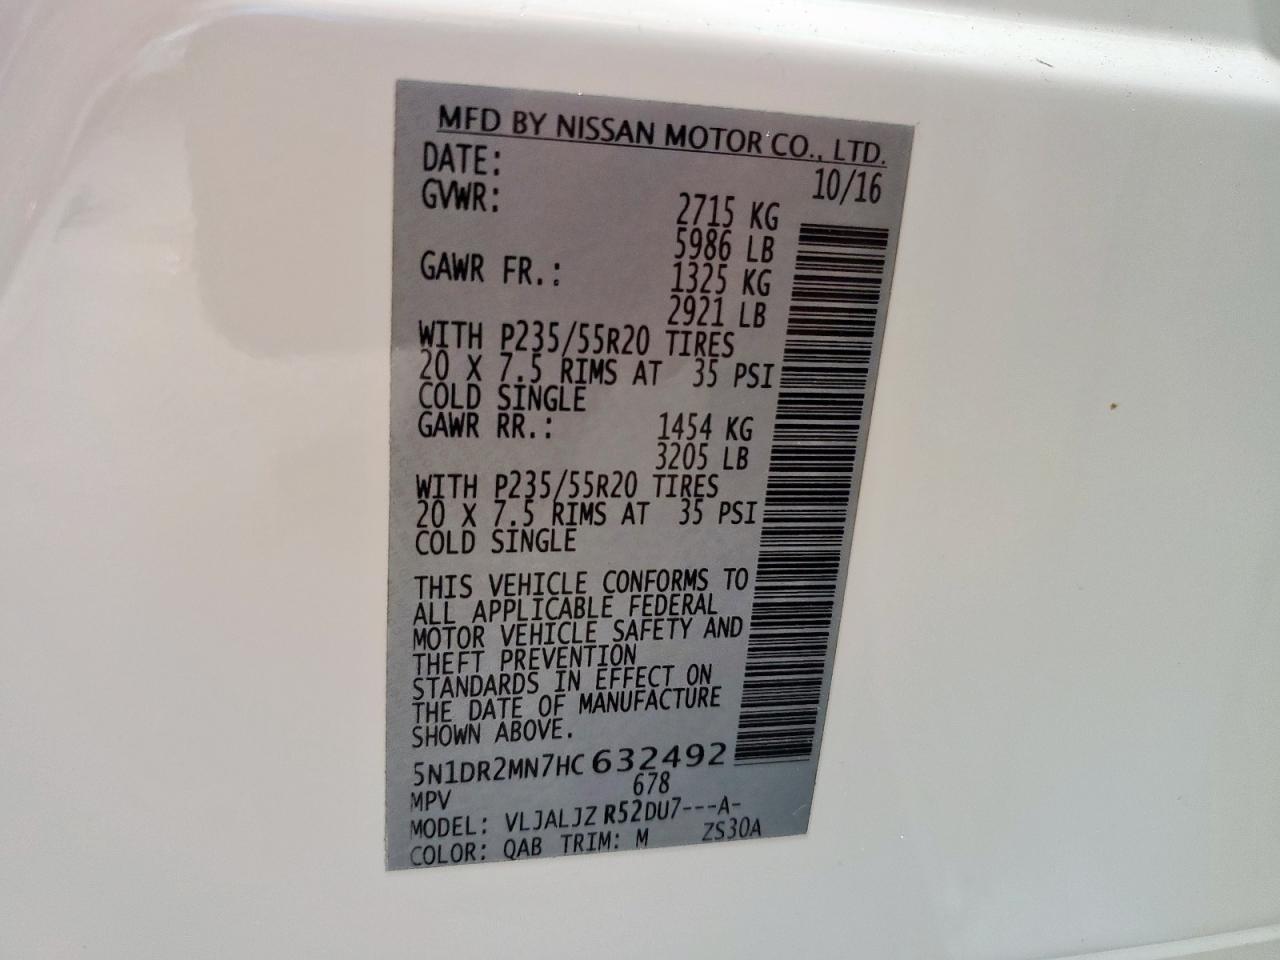 MFD BY NISSAN MOTOR CO., LTD.
DATE: 10/16
GVWR: 2715 KG
5986 LB
GAWR FR.: 1325 KG
2921 LB
WITH P235/55R20 TIRES
20 X 7.5 RIMS AT 35 PSI
COLD SINGLE
GAWR RR.: 1454 KG
3205 LB
WITH P235/55R20 TIRES
20 X 7.5 RIMS AT 35 PSI
COLD SINGLE
THIS VEHICLE CONFORMS TO
ALL APPLICABLE FEDERAL
MOTOR VEHICLE SAFETY AND
THEFT PREVENTION
STANDARDS IN EFFECT ON
THE DATE OF MANUFACTURE
SHOWN ABOVE.
5N1DR2MN7HC632492
MPV 678
MODEL: VLJALJZ R52DU7---A-
COLOR: QAB TRIM: M ZS30A